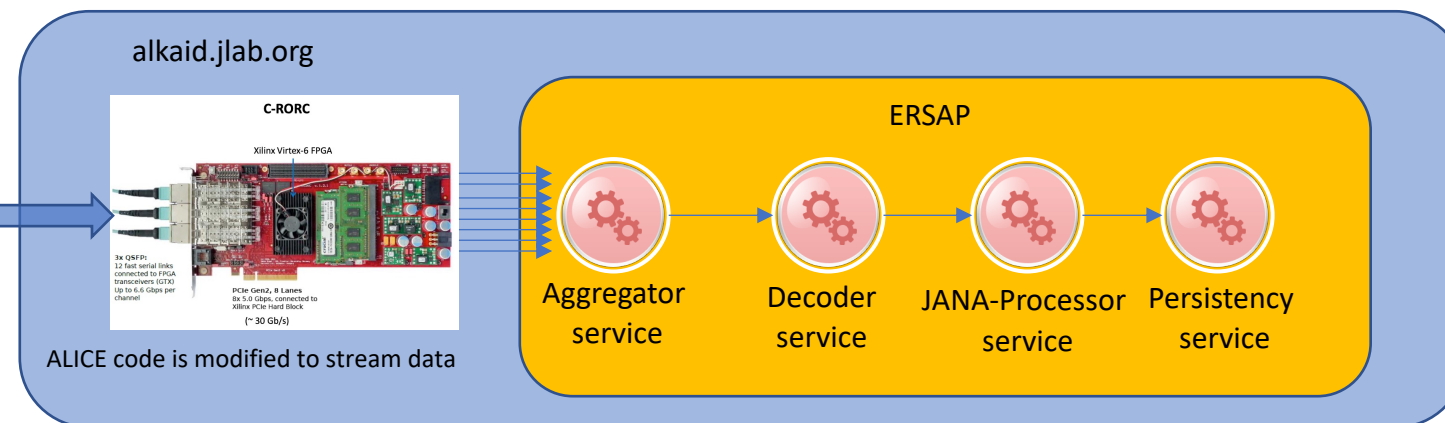 alkaid.jlab.org
C-RORC
Xilinx Virtex-6 FPGA
3x QSFP:
12 fast serial links
connected to FPGA
transceivers (GTX)
Up to 6.6 Gbps per
channel
PCIe Gen2, 8 Lanes
8x 5.0 Gbps, connected to
Xilinx PCIe Hard Block
(~ 30 Gb/s)
ALICE code is modified to stream data
ERSAP
Aggregator
service
Decoder
service
JANA-Processor
service
Persistency
service